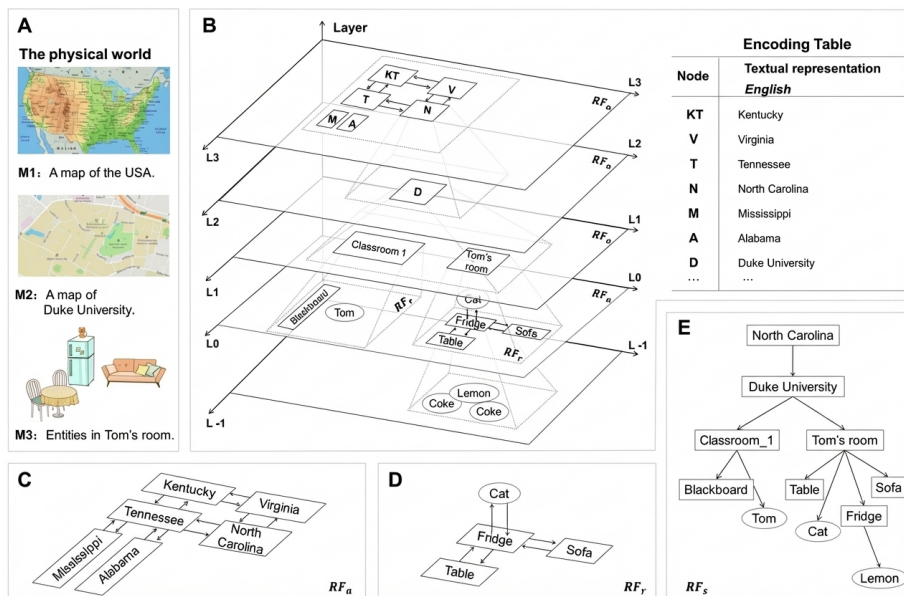 A
The physical world
M1: A map of the USA.
M2: A map of
Duke University.
M3: Entities in Tom's room.
B
Layer
KT
V
T
N
M
A
L3
RFₐ
L3
L2
RFₐ
D
L2
L1
RFₐ
Classroom 1
Tom's
room
L1
L0
RFₐ
Blackboard
Tom
RFᵣ
Cat
Fridge
Sofa
Table
RFᵣ
L0
L -1
Lemon
Coke
Coke
L -1
Encoding Table
Node
Textual representation
English
KT Kentucky
V Virginia
T Tennessee
N North Carolina
M Mississippi
A Alabama
D Duke University
... ...
C
Kentucky
Virginia
Tennessee
North
Carolina
Mississippi
Alabama
RFₐ
D
Cat
Fridge
Sofa
Table
RFᵣ
E
North Carolina
Duke University
Classroom_1 Tom's room
Blackboard Table Sofa
Tom Cat Fridge
Lemon
RFₛ